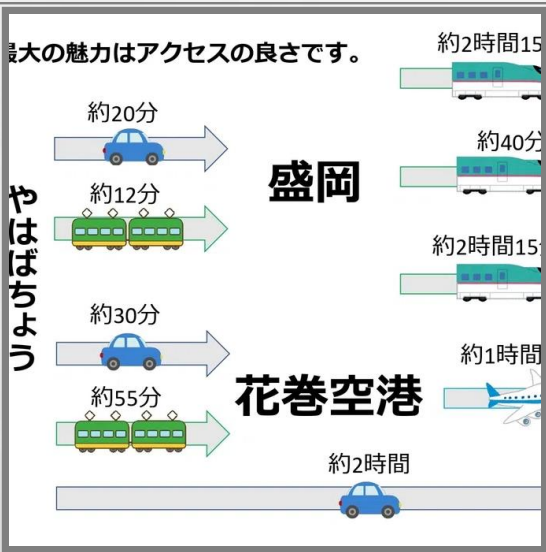 最大の魅力はアクセスの良さです。
約2時間15
約20分
約40分
盛岡
約12分
やはばちょう
約2時間15分
約30分
約1時間
約55分
花巻空港
約2時間